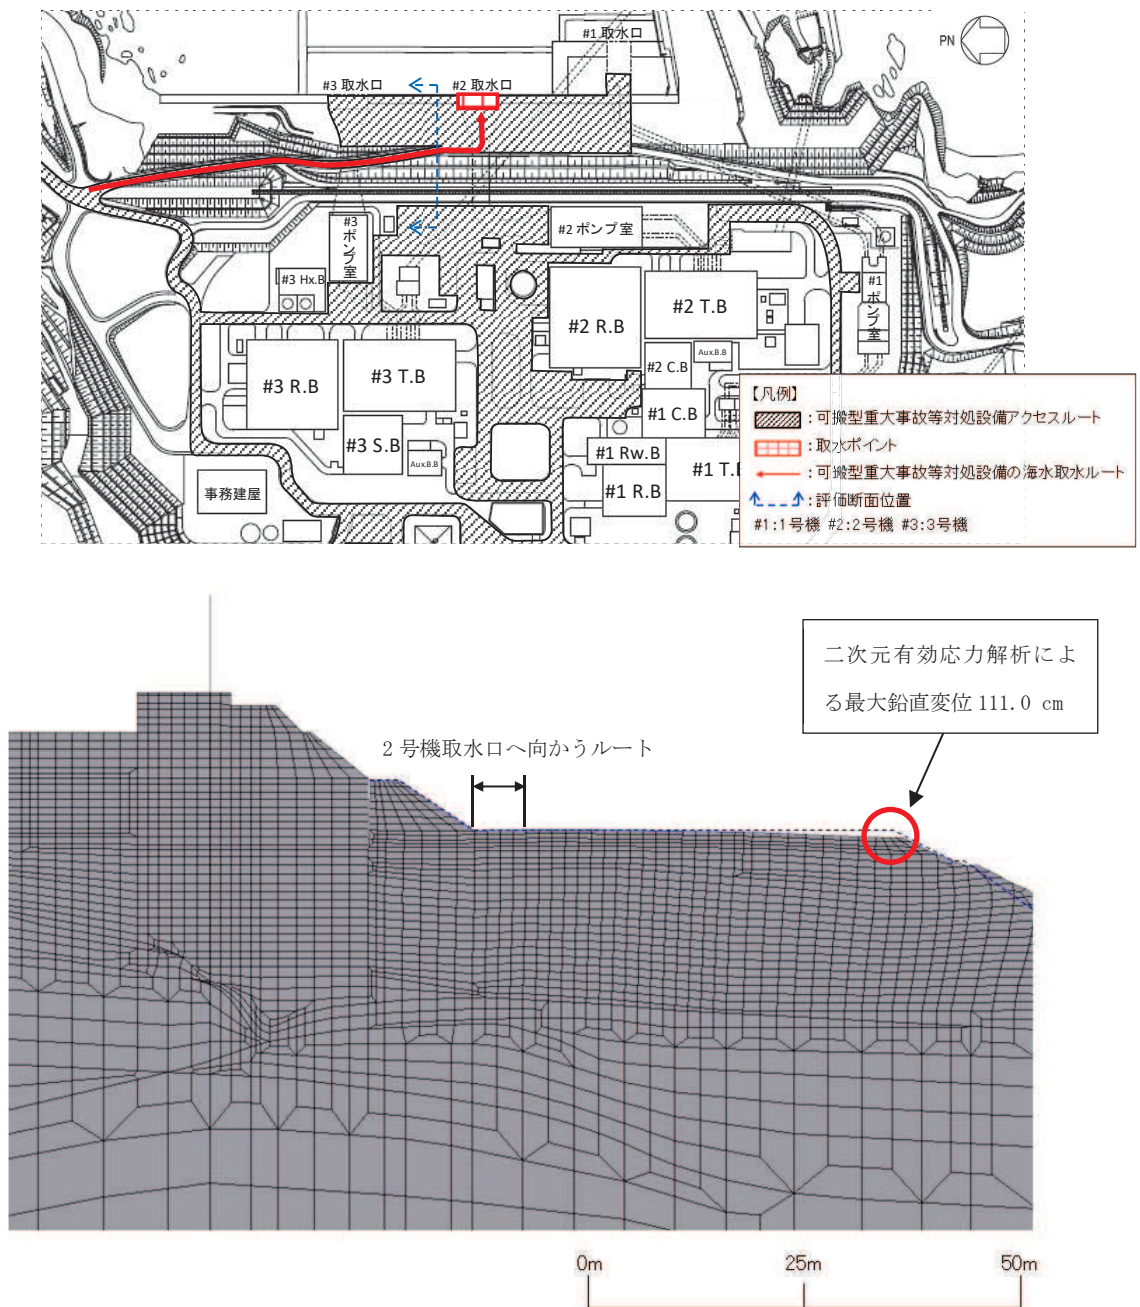 #1 取水口
PN
#3 取水口
#2 取水口
#3 ポンプ室
#2 ポンプ室
#3 Hx.B
#1 ポンプ室
#2 R.B
#2 T.B
#3 R.B
#3 T.B
#2 C.B
Aux.B.B
#1 C.B
#3 S.B
Aux.B.B
#1 Rw.B
#1 T.B
#1 R.B
事務建屋
【凡例】
:可搬型重大事故等対処設備アクセスルート
:取水ポイント
:可搬型重大事故等対処設備の海水取水ルート
:評価断面位置
#1:1号機 #2:2号機 #3:3号機
二次元有効応力解析によ
る最大鉛直変位 111.0 cm
2 号機取水口へ向かうルート
0m
25m
50m